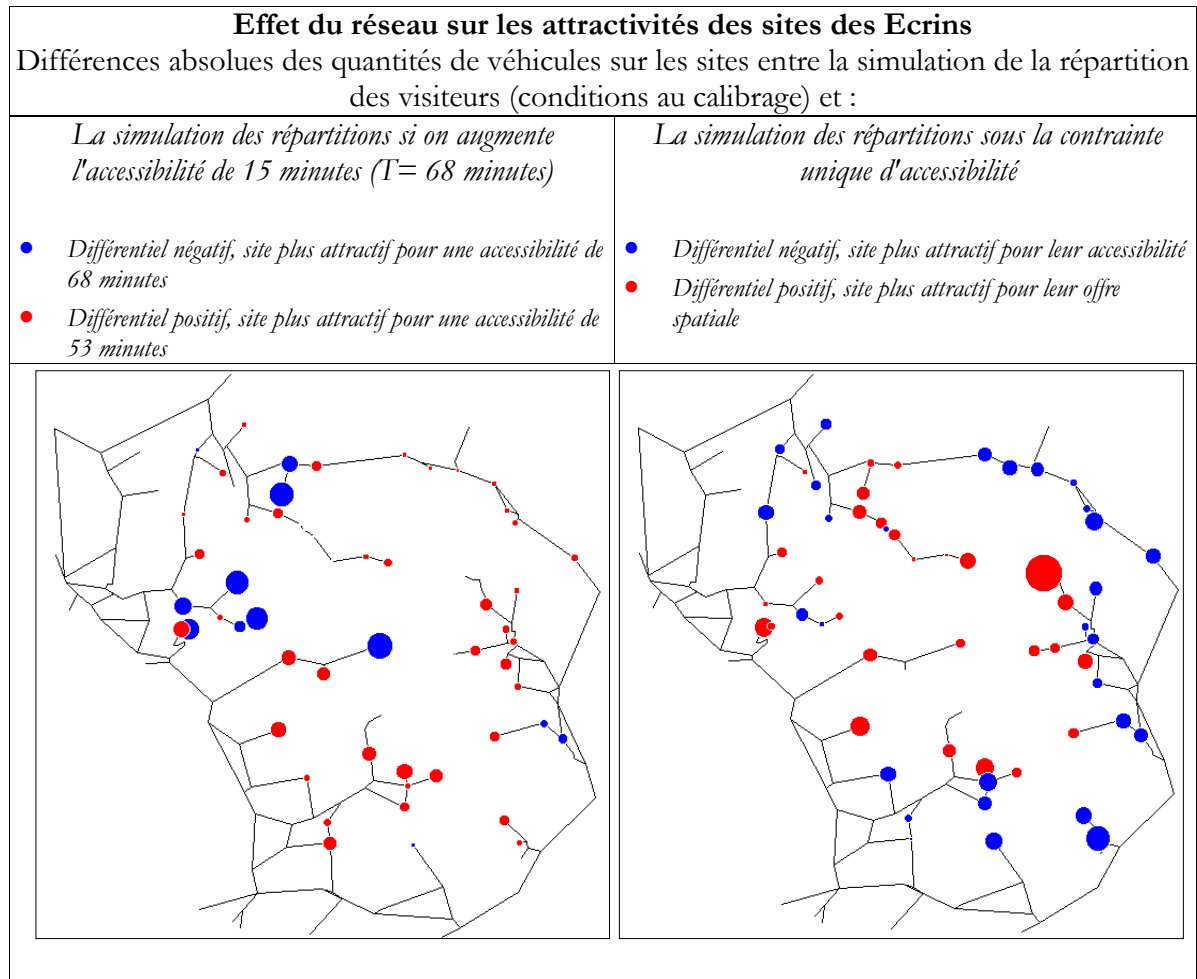 Effet du réseau sur les attractivités des sites des Ecrins
Différences absolues des quantités de véhicules sur les sites entre la simulation de la répartition
des visiteurs (conditions au calibrage) et :
La simulation des répartitions si on augmente
l'accessibilité de 15 minutes (T= 68 minutes)
Différentiel négatif, site plus attractif pour une accessibilité de
68 minutes
Différentiel positif, site plus attractif pour une accessibilité de
53 minutes
La simulation des répartitions sous la contrainte
unique d'accessibilité
Différentiel négatif, site plus attractif pour leur accessibilité
Différentiel positif, site plus attractif pour leur offre
spatiale